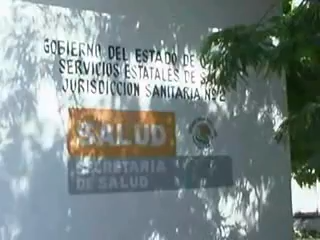 GOBIERNO DEL ESTADO DE
SERVICIOS ESTATALES DE
JURISDICCION SANITARIA Nº2
SALUD
SECRETARIA
DE SALUD